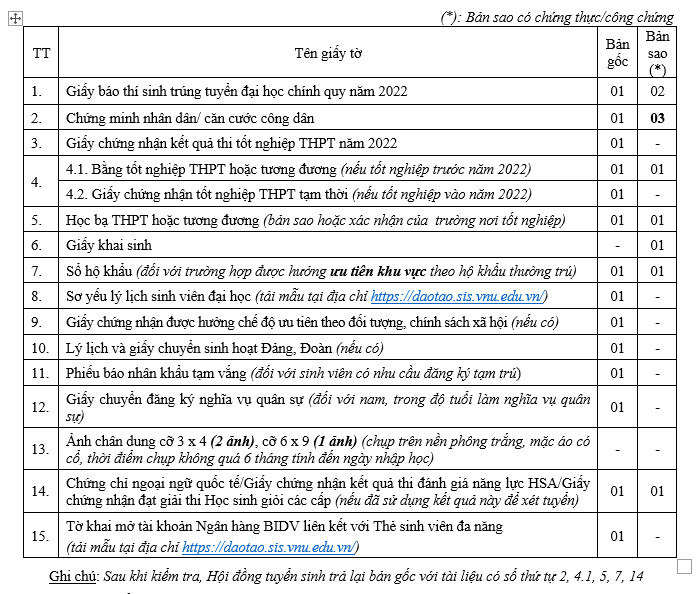 (*): Bản sao có chứng thực/công chứng
TT Tên giấy tờ Bản gốc Bản sao (*)
1. Giấy báo thí sinh trúng tuyển đại học chính quy năm 2022 01 02
2. Chứng minh nhân dân/ căn cước công dân 01 03
3. Giấy chứng nhận kết quả thi tốt nghiệp THPT năm 2022 01 -
4. 4.1. Bằng tốt nghiệp THPT hoặc tương đương (nếu tốt nghiệp trước năm 2022) 01 01
4.2. Giấy chứng nhận tốt nghiệp THPT tạm thời (nếu tốt nghiệp vào năm 2022) 01 -
5. Học bạ THPT hoặc tương đương (bản sao hoặc xác nhận của trường nơi tốt nghiệp) 01 01
6. Giấy khai sinh - 01
7. Sổ hộ khẩu (đối với trường hợp được hưởng ưu tiên khu vực theo hộ khẩu thường trú) 01 01
8. Sơ yếu lý lịch sinh viên đại học (tải mẫu tại địa chỉ https://daotao.sis.vnu.edu.vn/) 01 -
9. Giấy chứng nhận được hưởng chế độ ưu tiên theo đối tượng, chính sách xã hội (nếu có) 01 -
10. Lý lịch và giấy chuyển sinh hoạt Đảng, Đoàn (nếu có) 01 -
11. Phiếu báo nhân khẩu tạm vắng (đối với sinh viên có nhu cầu đăng ký tạm trú) 01 -
12. Giấy chuyển đăng ký nghĩa vụ quân sự (đối với nam, trong độ tuổi làm nghĩa vụ quân
sự) 01 -
13. Ảnh chân dung cỡ 3 x 4 (2 ảnh), cỡ 6 x 9 (1 ảnh) (chụp trên nền phông trắng, mặc áo có
cổ, thời điểm chụp không quá 6 tháng tính đến ngày nhập học) - -
14. Chứng chỉ ngoại ngữ quốc tế/Giấy chứng nhận kết quả thi đánh giá năng lực HSA/Giấy
chứng nhận đạt giải thi Học sinh giỏi các cấp (nếu đã sử dụng kết quả này để xét tuyển) 01 01
15. Tờ khai mở tài khoản Ngân hàng BIDV liên kết với Thẻ sinh viên đa năng
(tải mẫu tại địa chỉ https://daotao.sis.vnu.edu.vn/) 01 -
Ghi chú: Sau khi kiểm tra, Hội đồng tuyển sinh trả lại bản gốc với tài liệu có số thứ tự 2, 4.1, 5, 7, 14